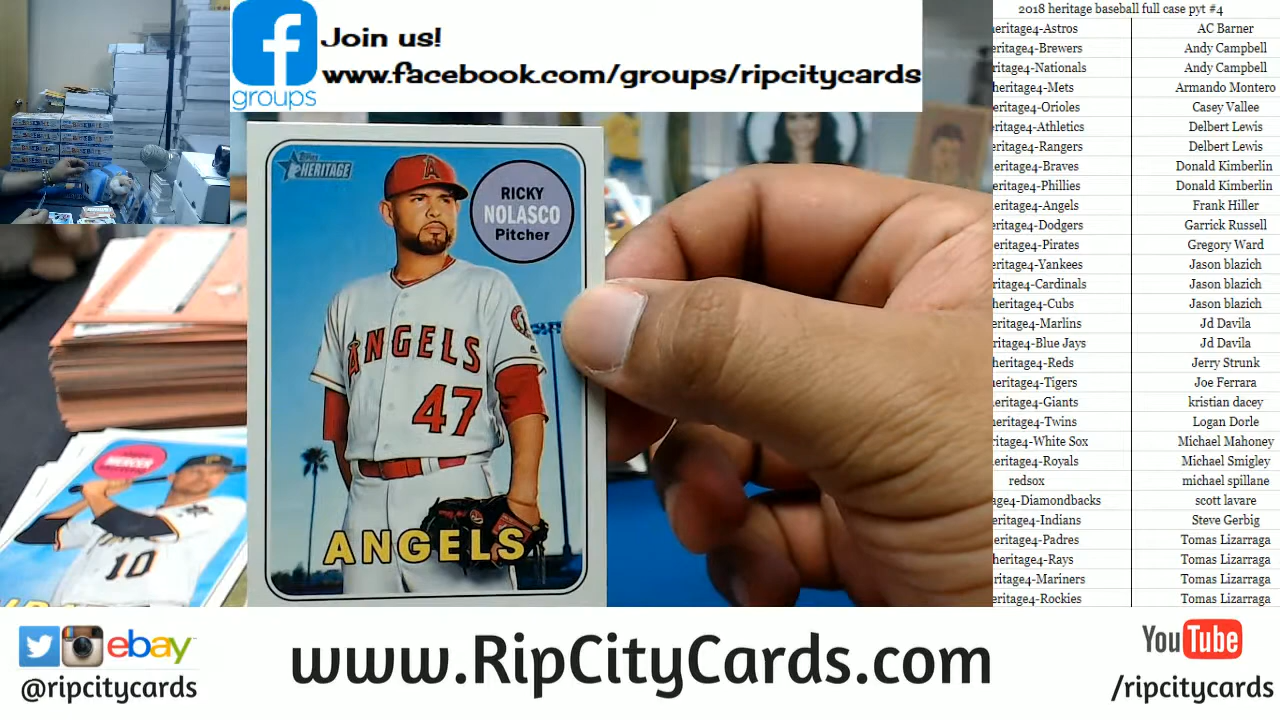 Join us!
www.facebook.com/groups/ripcitycards
groups
2018 heritage baseball full case pyt #4
eritage4-Astros AC Barner
eritage4-Brewers Andy Campbell
eritage4-Nationals Andy Campbell
heritage4-Mets Armando Montero
eritage4-Orioles Casey Vallee
eritage4-Athletics Delbert Lewis
eritage4-Rangers Delbert Lewis
eritage4-Braves Donald Kimberlin
eritage4-Phillies Donald Kimberlin
eritage4-Angels Frank Hiller
eritage4-Dodgers Garrick Russell
eritage4-Pirates Gregory Ward
eritage4-Yankees Jason blazich
eritage4-Cardinals Jason blazich
heritage4-Cubs Jason blazich
eritage4-Marlins Jd Davila
eritage4-Blue Jays Jd Davila
heritage4-Reds Jerry Strunk
eritage4-Tigers Joe Ferrara
eritage4-Giants kristian dacey
eritage4-Twins Logan Dorle
ritage4-White Sox Michael Mahoney
eritage4-Royals Michael Smigley
redsox michael spillane
age4-Diamondbacks scott lavare
eritage4-Indians Steve Gerbig
eritage4-Padres Tomas Lizarraga
heritage4-Rays Tomas Lizarraga
ritage4-Mariners Tomas Lizarraga
eritage4-Rockies Tomas Lizarraga
Topps
HERITAGE
RICKY
NOLASCO
Pitcher
A
ANGELS
47
ANGELS
MERCER
10
ebay
@ripcitycards
www.RipCityCards.com
YouTube
/ripcitycards